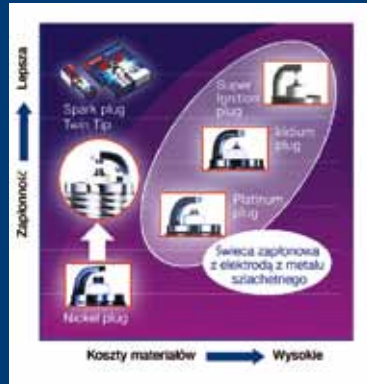 Lepsza
Zapłonność
Spark plug
Twin Tip
Super
Ignition
plug
Iridium
plug
Platinum
plug
Świeca zapłonowa
z elektrodą z metalu
szlachetnego
Nickel plug
Koszty materiałów
Wysokie